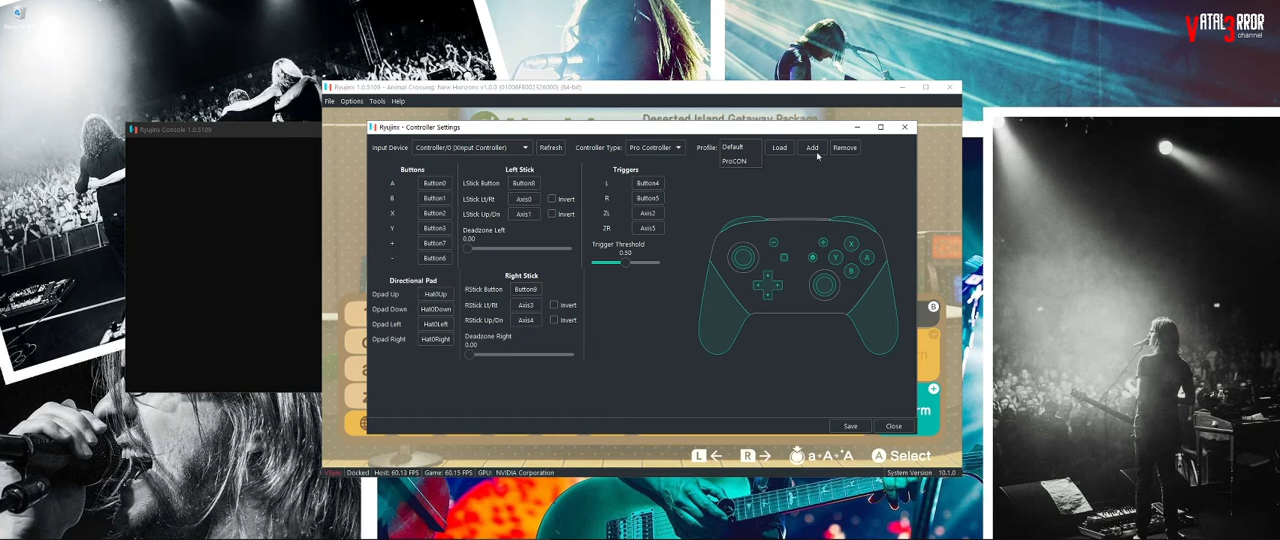 VATAL3RROR
channel
Ryujinx 1.0.5109 - Animal Crossing: New Horizons v1.0.0 (01006F8002326000) (64-bit)
File Options Tools Help
Deserted Island Getaway Package
Ryujinx Console 1.0.5109
Ryujinx - Controller Settings
Input Device Controller/0 (XInput Controller) Refresh Controller Type: Pro Controller Profile: Default Load Add Remove
ProCON
Buttons
A Button0
B Button1
X Button2
Y Button3
+ Button7
- Button6
Directional Pad
Dpad Up Hat0Up
Dpad Down Hat0Down
Dpad Left Hat0Left
Dpad Right Hat0Right
Left Stick
LStick Button Button8
LStick Lt/Rt Axis0 Invert
LStick Up/Dn Axis1 Invert
Deadzone Left
0.00
Right Stick
RStick Button Button9
RStick Lt/Rt Axis3 Invert
RStick Up/Dn Axis4 Invert
Deadzone Right
0.00
Triggers
L Button4
R Button5
ZL Axis2
ZR Axis5
Trigger Threshold
0.50
X
Y A
B
B
+
Save Close
L ← R → a→A→*A A Select
VSync Docked Host: 60.13 FPS Game: 60.15 FPS GPU: NVIDIA Corporation System Version 10.1.0